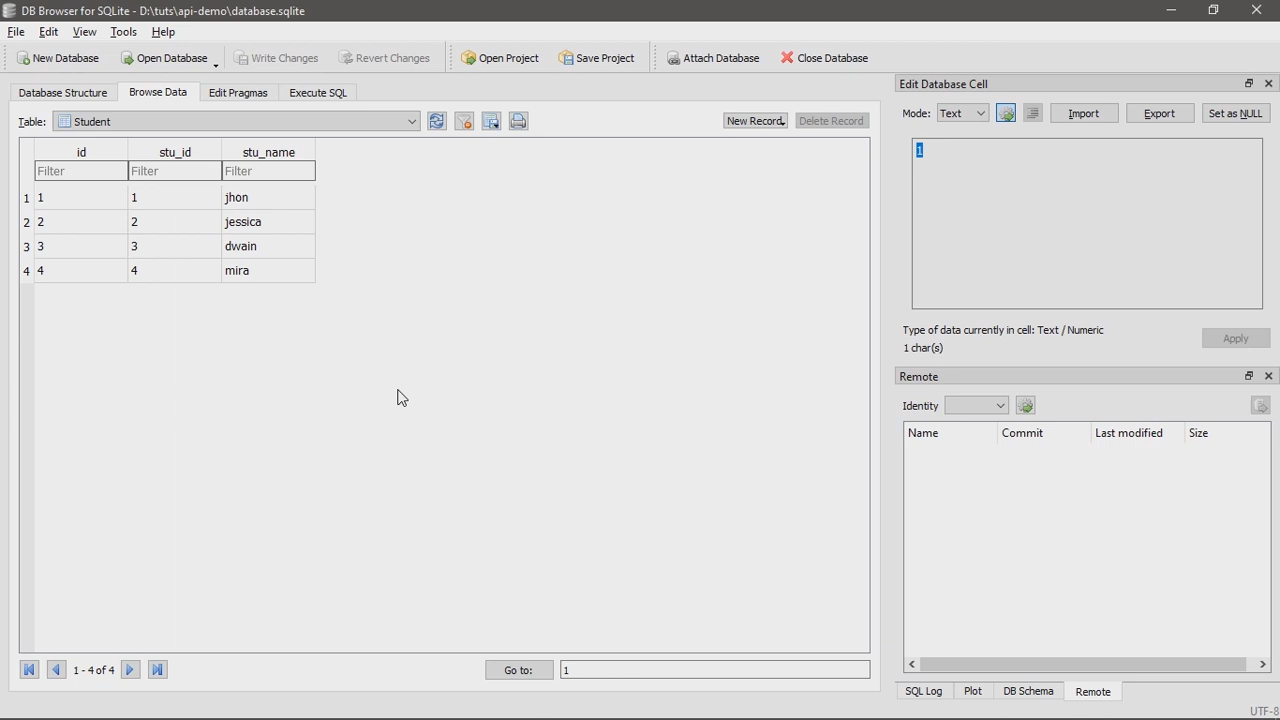 DB Browser for SQLite - D:\tuts\api-demo\database.sqlite
File Edit View Tools Help
New Database Open Database Write Changes Revert Changes Open Project Save Project Attach Database Close Database
Database Structure Browse Data Edit Pragmas Execute SQL
Table: Student New Record Delete Record
id stu_id stu_name
Filter Filter Filter
1 1 1 jhon
2 2 2 jessica
3 3 3 dwain
4 4 4 mira
1 - 4 of 4 Go to: 1
Edit Database Cell
Mode: Text Import Export Set as NULL
1
Type of data currently in cell: Text / Numeric
1 char(s)
Apply
Remote
Identity
Name Commit Last modified Size
SQL Log Plot DB Schema Remote
UTF-8